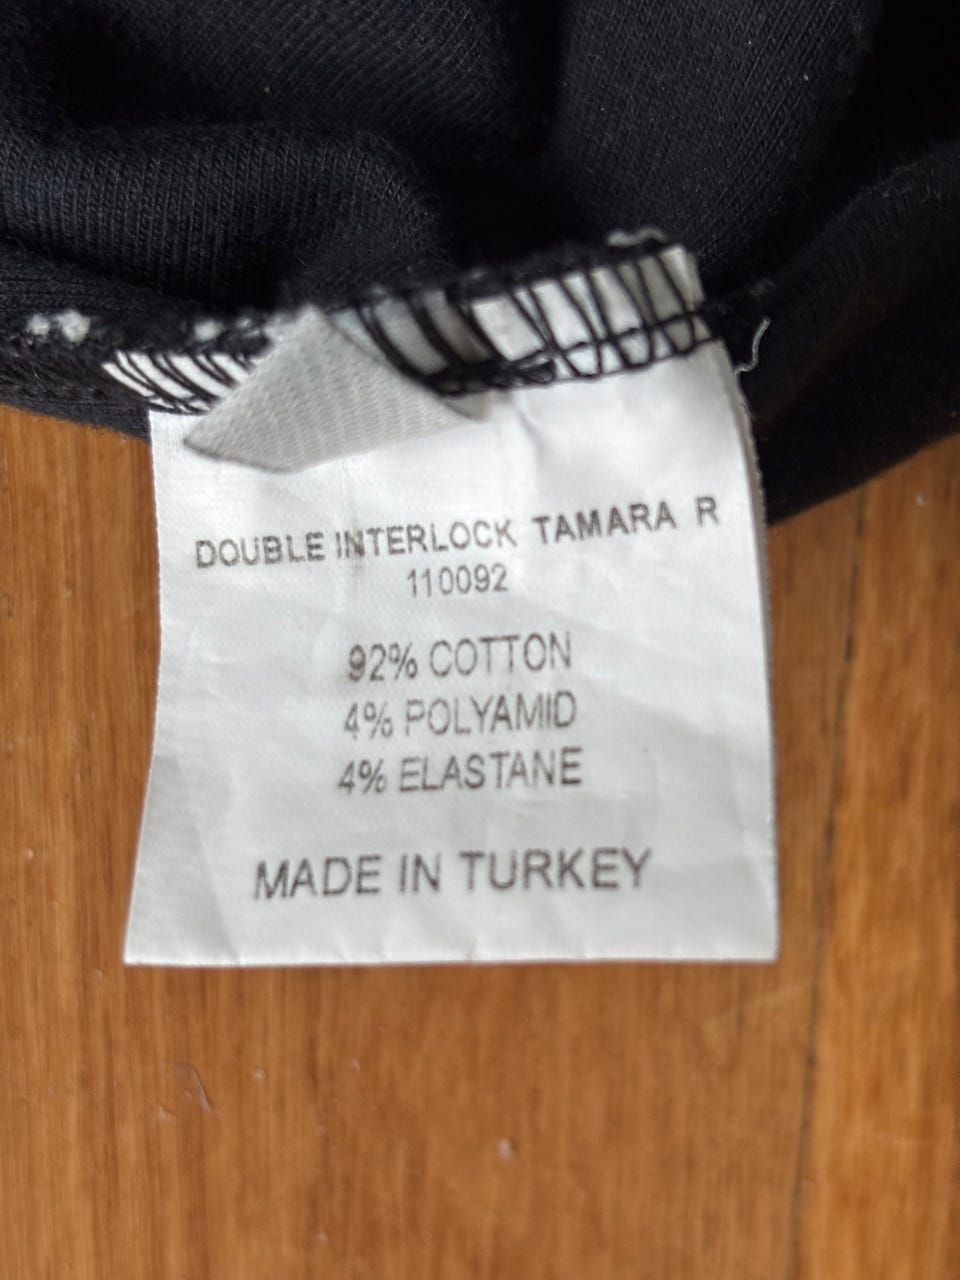 DOUBLE INTERLOCK TAMARA R
110092
92% COTTON
4% POLYAMID
4% ELASTANE
MADE IN TURKEY